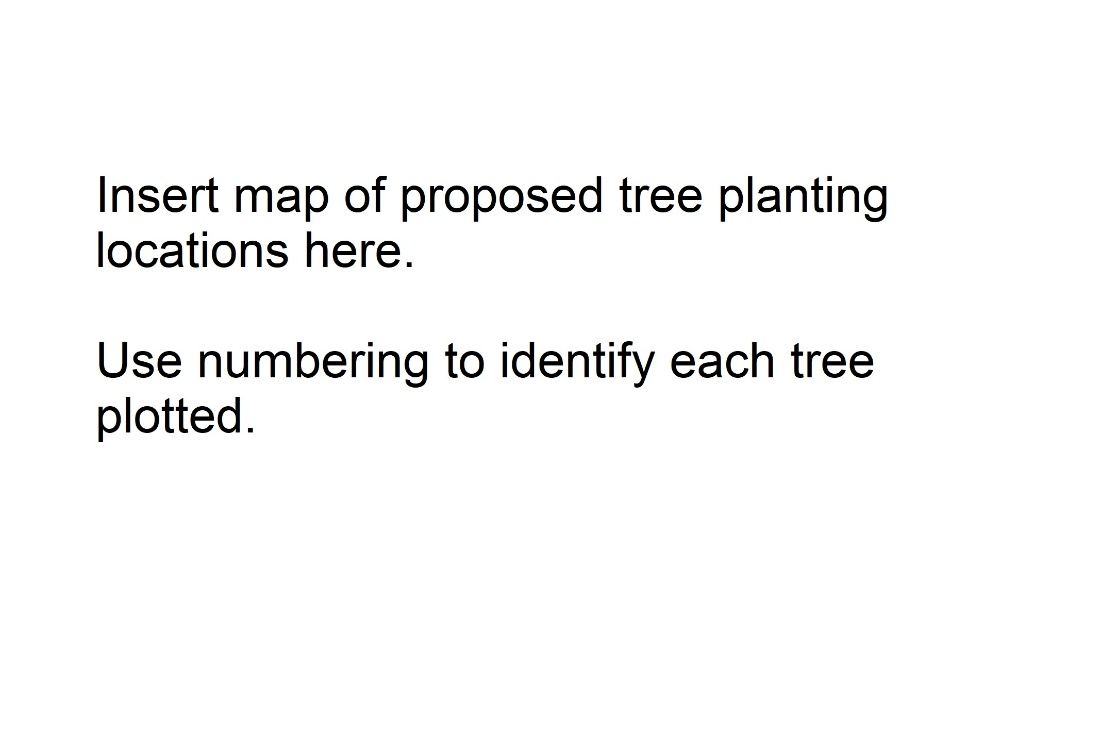 Insert map of proposed tree planting
locations here.
Use numbering to identify each tree
plotted.